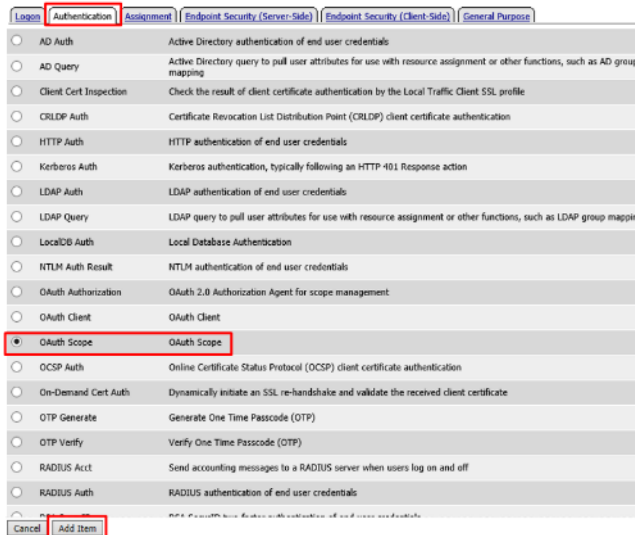 Logon Authentication Assignment Endpoint Security (Server-Side) Endpoint Security (Client-Side) General Purpose
AD Auth Active Directory authentication of end user credentials
AD Query Active Directory query to pull user attributes for use with resource assignment or other functions, such as AD group
mapping
Client Cert Inspection Check the result of client certificate authentication by the Local Traffic Client SSL profile
CRLDP Auth Certificate Revocation List Distribution Point (CRLDP) client certificate authentication
HTTP Auth HTTP authentication of end user credentials
Kerberos Auth Kerberos authentication, typically following an HTTP 401 Response action
LDAP Auth LDAP authentication of end user credentials
LDAP Query LDAP query to pull user attributes for use with resource assignment or other functions, such as LDAP group mappin
LocalDB Auth Local Database Authentication
NTLM Auth Result NTLM authentication of end user credentials
OAuth Authorization OAuth 2.0 Authorization Agent for scope management
OAuth Client OAuth Client
OAuth Scope OAuth Scope
OCSP Auth Online Certificate Status Protocol (OCSP) client certificate authentication
On-Demand Cert Auth Dynamically initiate an SSL re-handshake and validate the received client certificate
OTP Generate Generate One Time Passcode (OTP)
OTP Verify Verify One Time Passcode (OTP)
RADIUS Acct Send accounting messages to a RADIUS server when users log on and off
RADIUS Auth RADIUS authentication of end user credentials
RSA SecurID two-factor authentication of end user credentials
Cancel Add Item